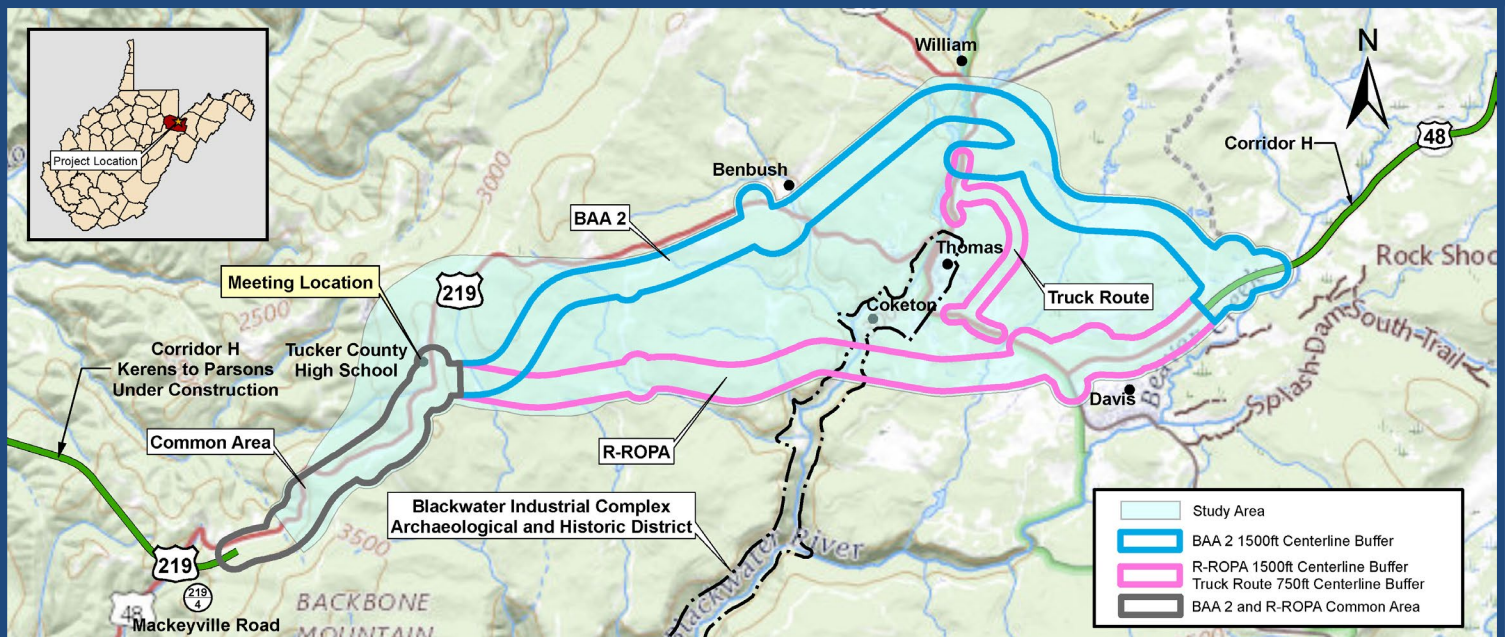 Project Location
William
N
48
Corridor H
Benbush
3000
BAA 2
Rock Shoc
Thomas
Meeting Location
219
Truck Route
2500
Coketon
Corridor H
Kerens to Parsons
Under Construction
Tucker County
High School
South-Trail
Splash-Dam
Davis
Common Area
R-ROPA
Blackwater Industrial Complex
Archaeological and Historic District
3500
Blackwater River
219
219
4
48
Mackeyville Road
BACKBONE
MOUNTAIN
Study Area
BAA 2 1500ft Centerline Buffer
R-ROPA 1500ft Centerline Buffer
Truck Route 750ft Centerline Buffer
BAA 2 and R-ROPA Common Area